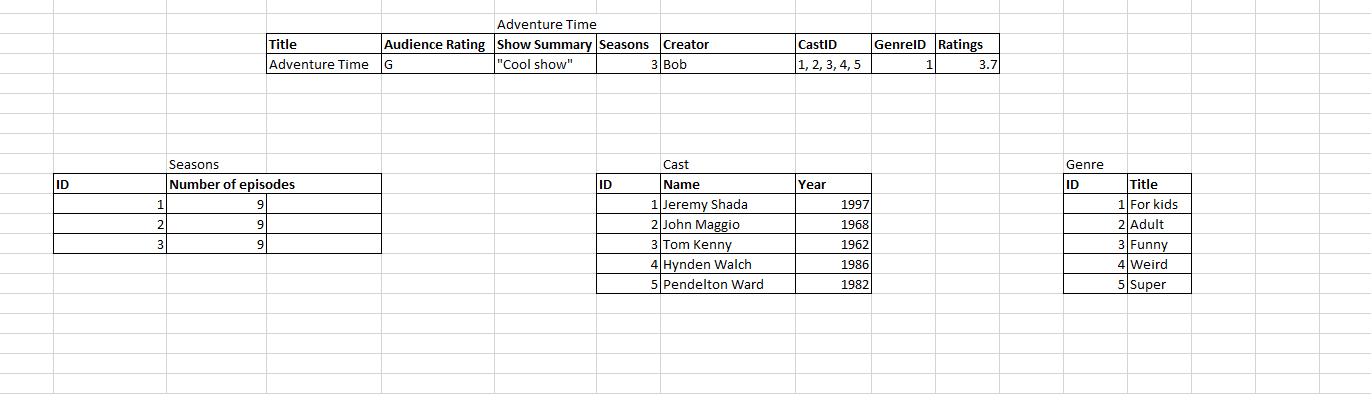 Adventure Time
Title Audience Rating Show Summary Seasons Creator CastID GenreID Ratings
Adventure Time G "Cool show" 3 Bob 1, 2, 3, 4, 5 1 3.7
Seasons Cast Genre
ID Number of episodes ID Name Year ID Title
1 9 1 Jeremy Shada 1997 1 For kids
2 9 2 John Maggio 1968 2 Adult
3 9 3 Tom Kenny 1962 3 Funny
4 Hynden Walch 1986 4 Weird
5 Pendelton Ward 1982 5 Super